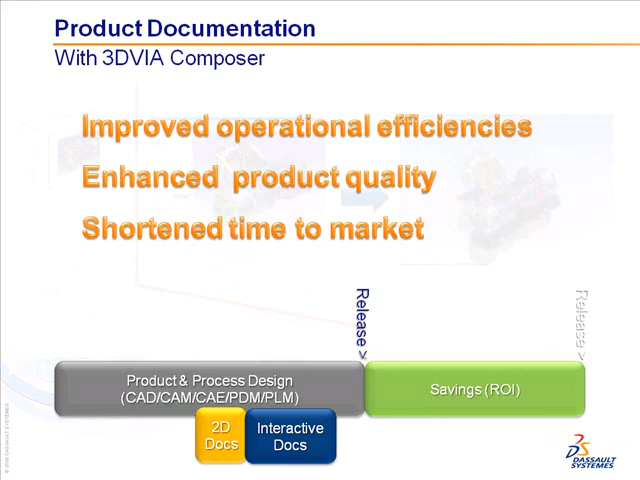 Product Documentation
With 3DVIA Composer
Improved operational efficiencies
Enhanced product quality
Shortened time to market
Release >
Release >
Product & Process Design
(CAD/CAM/CAE/PDM/PLM)
Savings (ROI)
2D
Docs
Interactive
Docs
DASSAULT
SYSTEMES